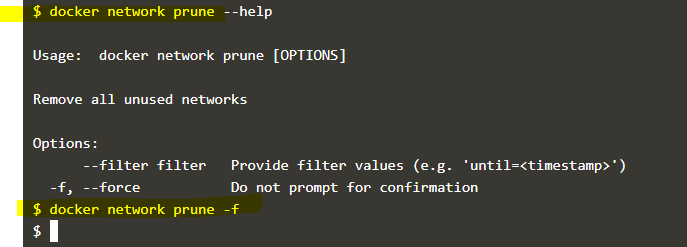 $ docker network prune --help
Usage:  docker network prune [OPTIONS]
Remove all unused networks
Options:
      --filter filter   Provide filter values (e.g. 'until=<timestamp>')
  -f, --force           Do not prompt for confirmation
$ docker network prune -f
$